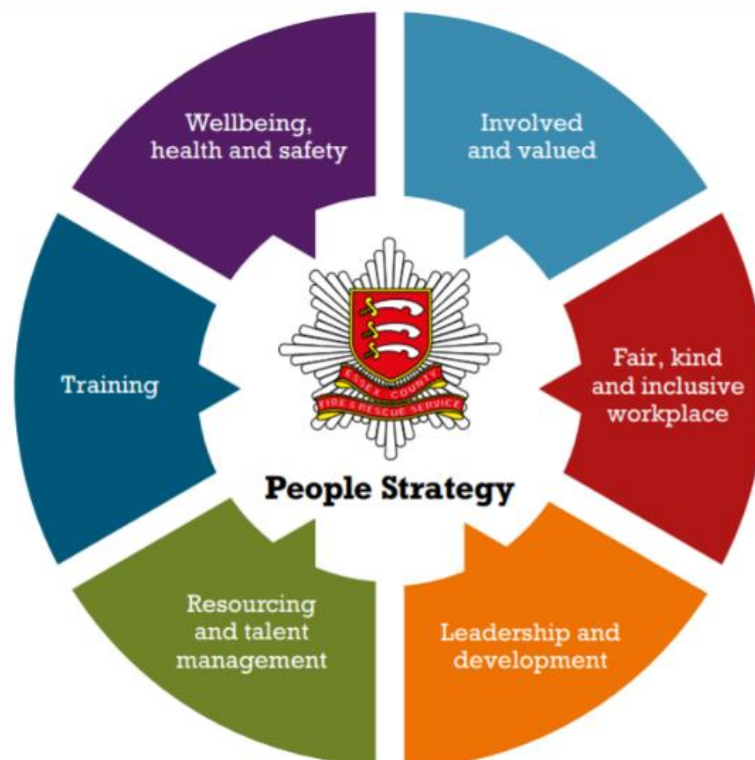 Wellbeing,
health and safety
Involved
and valued
Training
ESSEX COUNTY
FIRE & RESCUE SERVICE
People Strategy
Fair, kind
and inclusive
workplace
Resourcing
and talent
management
Leadership and
development